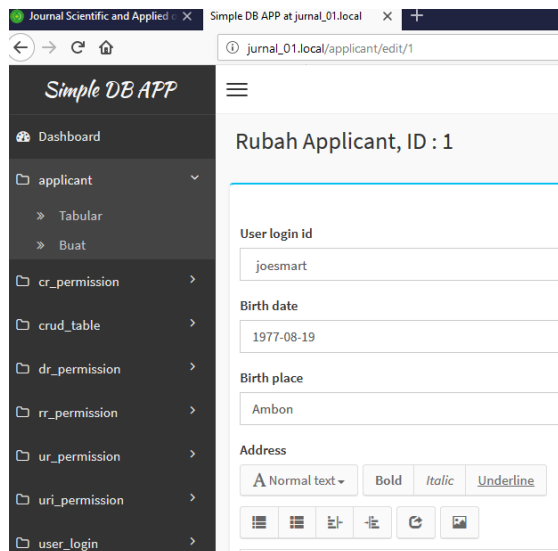 Journal Scientific and Applied
Simple DB APP at jurnal_01.local
jurnal_01.local/applicant/edit/1
Simple DB APP
Dashboard
applicant
Tabular
Buat
cr_permission
crud_table
dr_permission
rr_permission
ur_permission
uri_permission
user_login
Rubah Applicant, ID : 1
User login id
joesmart
Birth date
1977-08-19
Birth place
Ambon
Address
A Normal text Bold Italic Underline